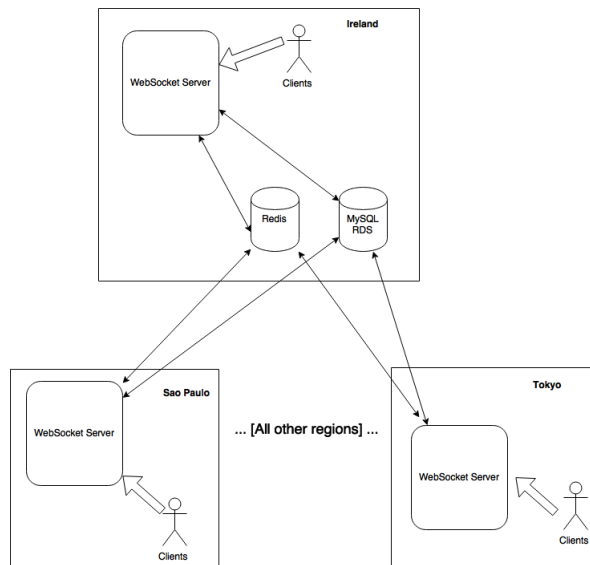 Ireland
WebSocket Server
Clients
Redis
MySQL
RDS
Sao Paulo
WebSocket Server
Clients
... [All other regions] ...
Tokyo
WebSocket Server
Clients